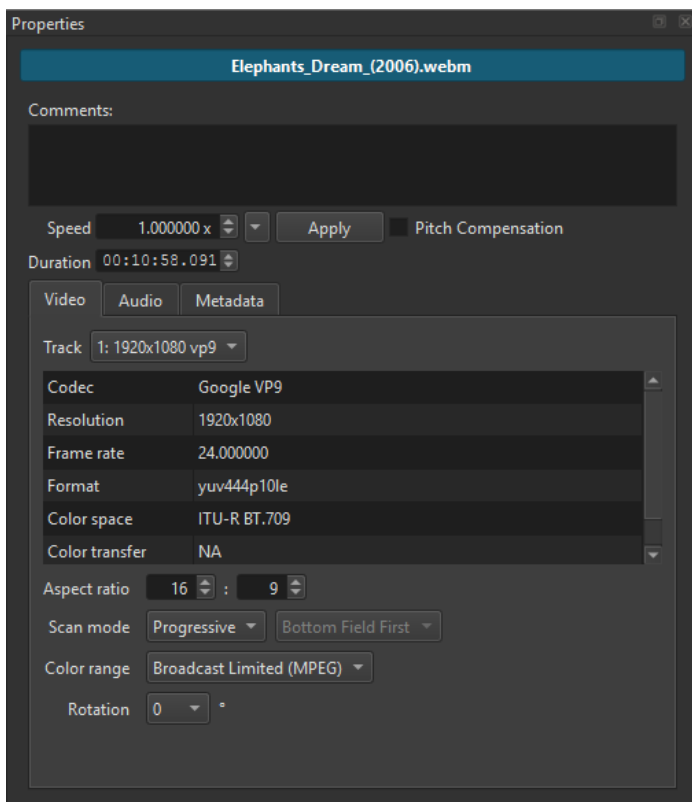 Properties
Elephants_Dream_(2006).webm
Comments:
Speed 1.000000 x Apply Pitch Compensation
Duration 00:10:58.091
Video Audio Metadata
Track 1: 1920x1080 vp9
Codec Google VP9
Resolution 1920x1080
Frame rate 24.000000
Format yuv444p10le
Color space ITU-R BT.709
Color transfer NA
Aspect ratio 16 : 9
Scan mode Progressive Bottom Field First
Color range Broadcast Limited (MPEG)
Rotation 0 °